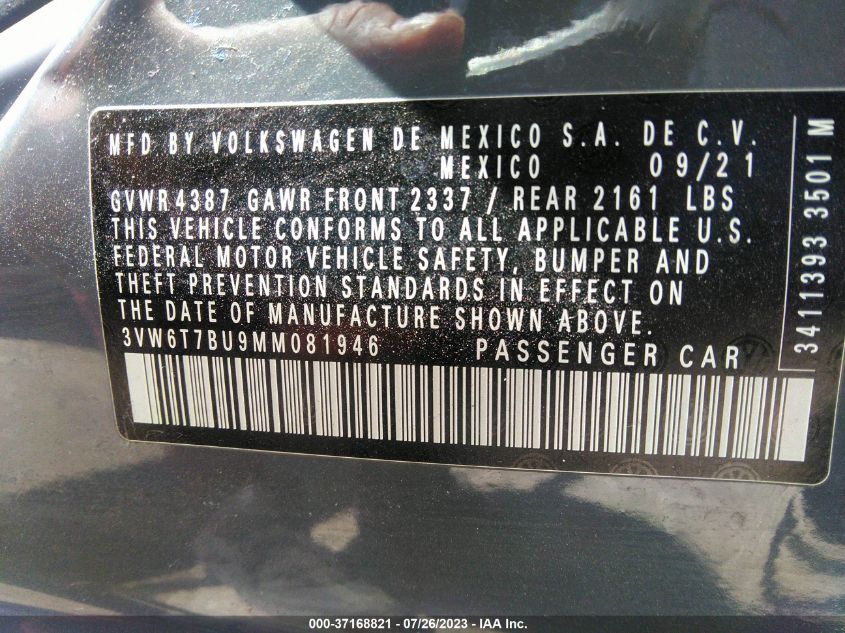 MFD BY VOLKSWAGEN DE MEXICO S.A. DE C.V.
MEXICO 09/21
GVWR 4387 GAWR FRONT 2337 / REAR 2161 LBS
THIS VEHICLE CONFORMS TO ALL APPLICABLE U.S.
FEDERAL MOTOR VEHICLE SAFETY, BUMPER AND
THEFT PREVENTION STANDARDS IN EFFECT ON
THE DATE OF MANUFACTURE SHOWN ABOVE.
3VW6T7BU9MM081946 PASSENGER CAR
3411393 3501 M
000-37168821 - 07/26/2023 - IAA Inc.